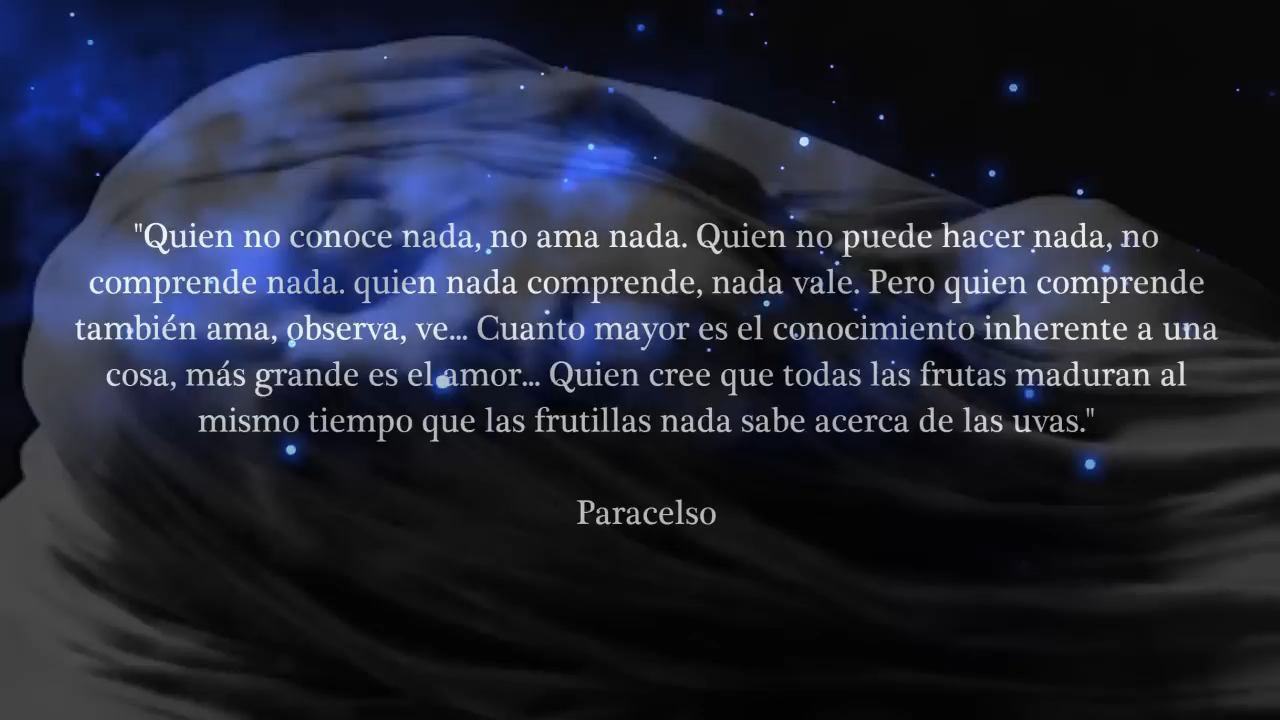 "Quien no conoce nada, no ama nada. Quien no puede hacer nada, no
comprende nada. quien nada comprende, nada vale. Pero quien comprende
también ama, observa, ve... Cuanto mayor es el conocimiento inherente a una
cosa, más grande es el amor... Quien cree que todas las frutas maduran al
mismo tiempo que las frutillas nada sabe acerca de las uvas."
Paracelso